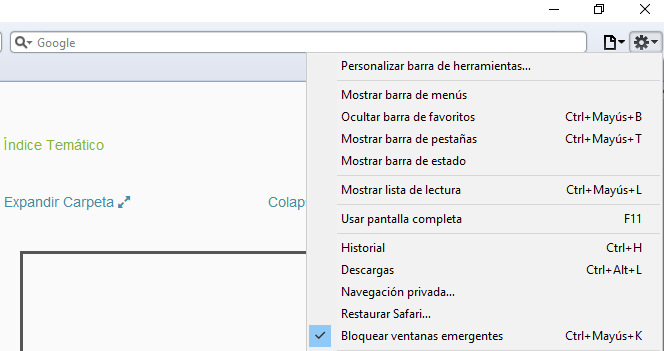 Google
Personalizar barra de herramientas...
Mostrar barra de menús
Ocultar barra de favoritos Ctrl+Mayús+B
Índice Temático
Mostrar barra de pestañas Ctrl+Mayús+T
Mostrar barra de estado
Expandir Carpeta
Colap
Mostrar lista de lectura Ctrl+Mayús+L
Usar pantalla completa F11
Historial Ctrl+H
Descargas Ctrl+Alt+L
Navegación privada...
Restaurar Safari...
Bloquear ventanas emergentes Ctrl+Mayús+K